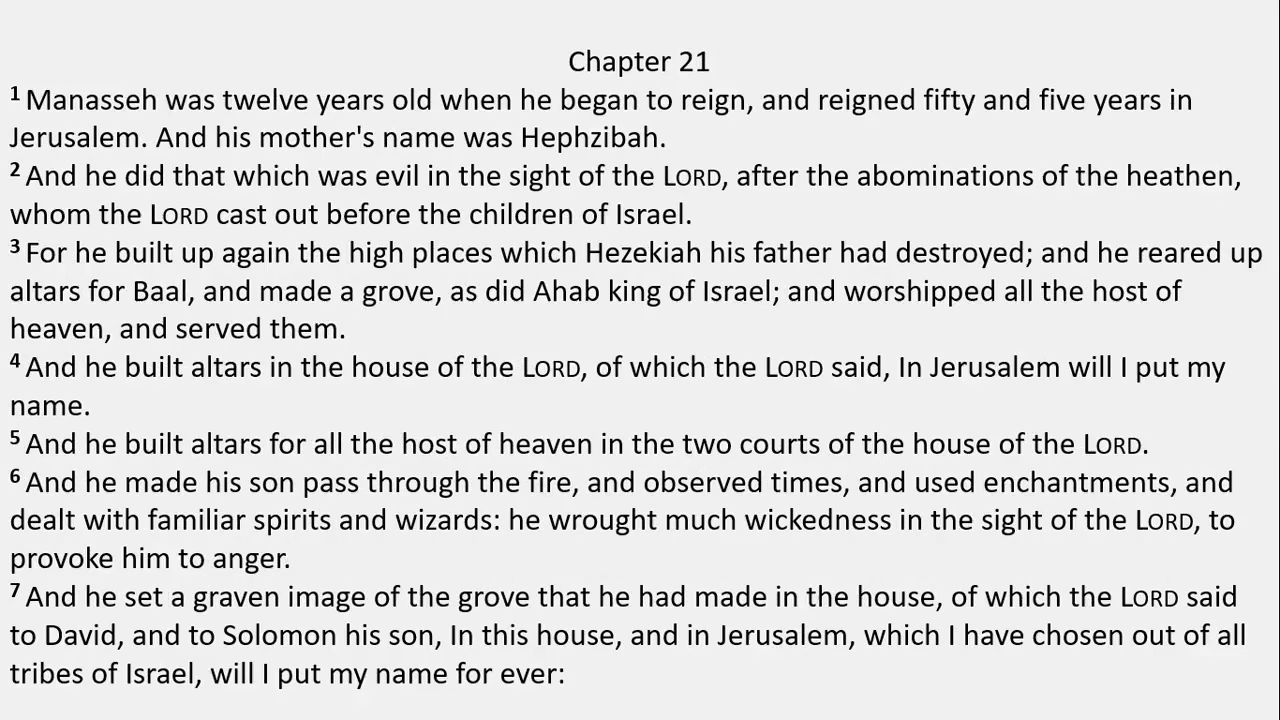 Chapter 21
1 Manasseh was twelve years old when he began to reign, and reigned fifty and five years in
Jerusalem. And his mother's name was Hephzibah.
2 And he did that which was evil in the sight of the LORD, after the abominations of the heathen,
whom the LORD cast out before the children of Israel.
3 For he built up again the high places which Hezekiah his father had destroyed; and he reared up
altars for Baal, and made a grove, as did Ahab king of Israel; and worshipped all the host of
heaven, and served them.
4 And he built altars in the house of the LORD, of which the LORD said, In Jerusalem will I put my
name.
5 And he built altars for all the host of heaven in the two courts of the house of the LORD.
6 And he made his son pass through the fire, and observed times, and used enchantments, and
dealt with familiar spirits and wizards: he wrought much wickedness in the sight of the LORD, to
provoke him to anger.
7 And he set a graven image of the grove that he had made in the house, of which the LORD said
to David, and to Solomon his son, In this house, and in Jerusalem, which I have chosen out of all
tribes of Israel, will I put my name for ever: